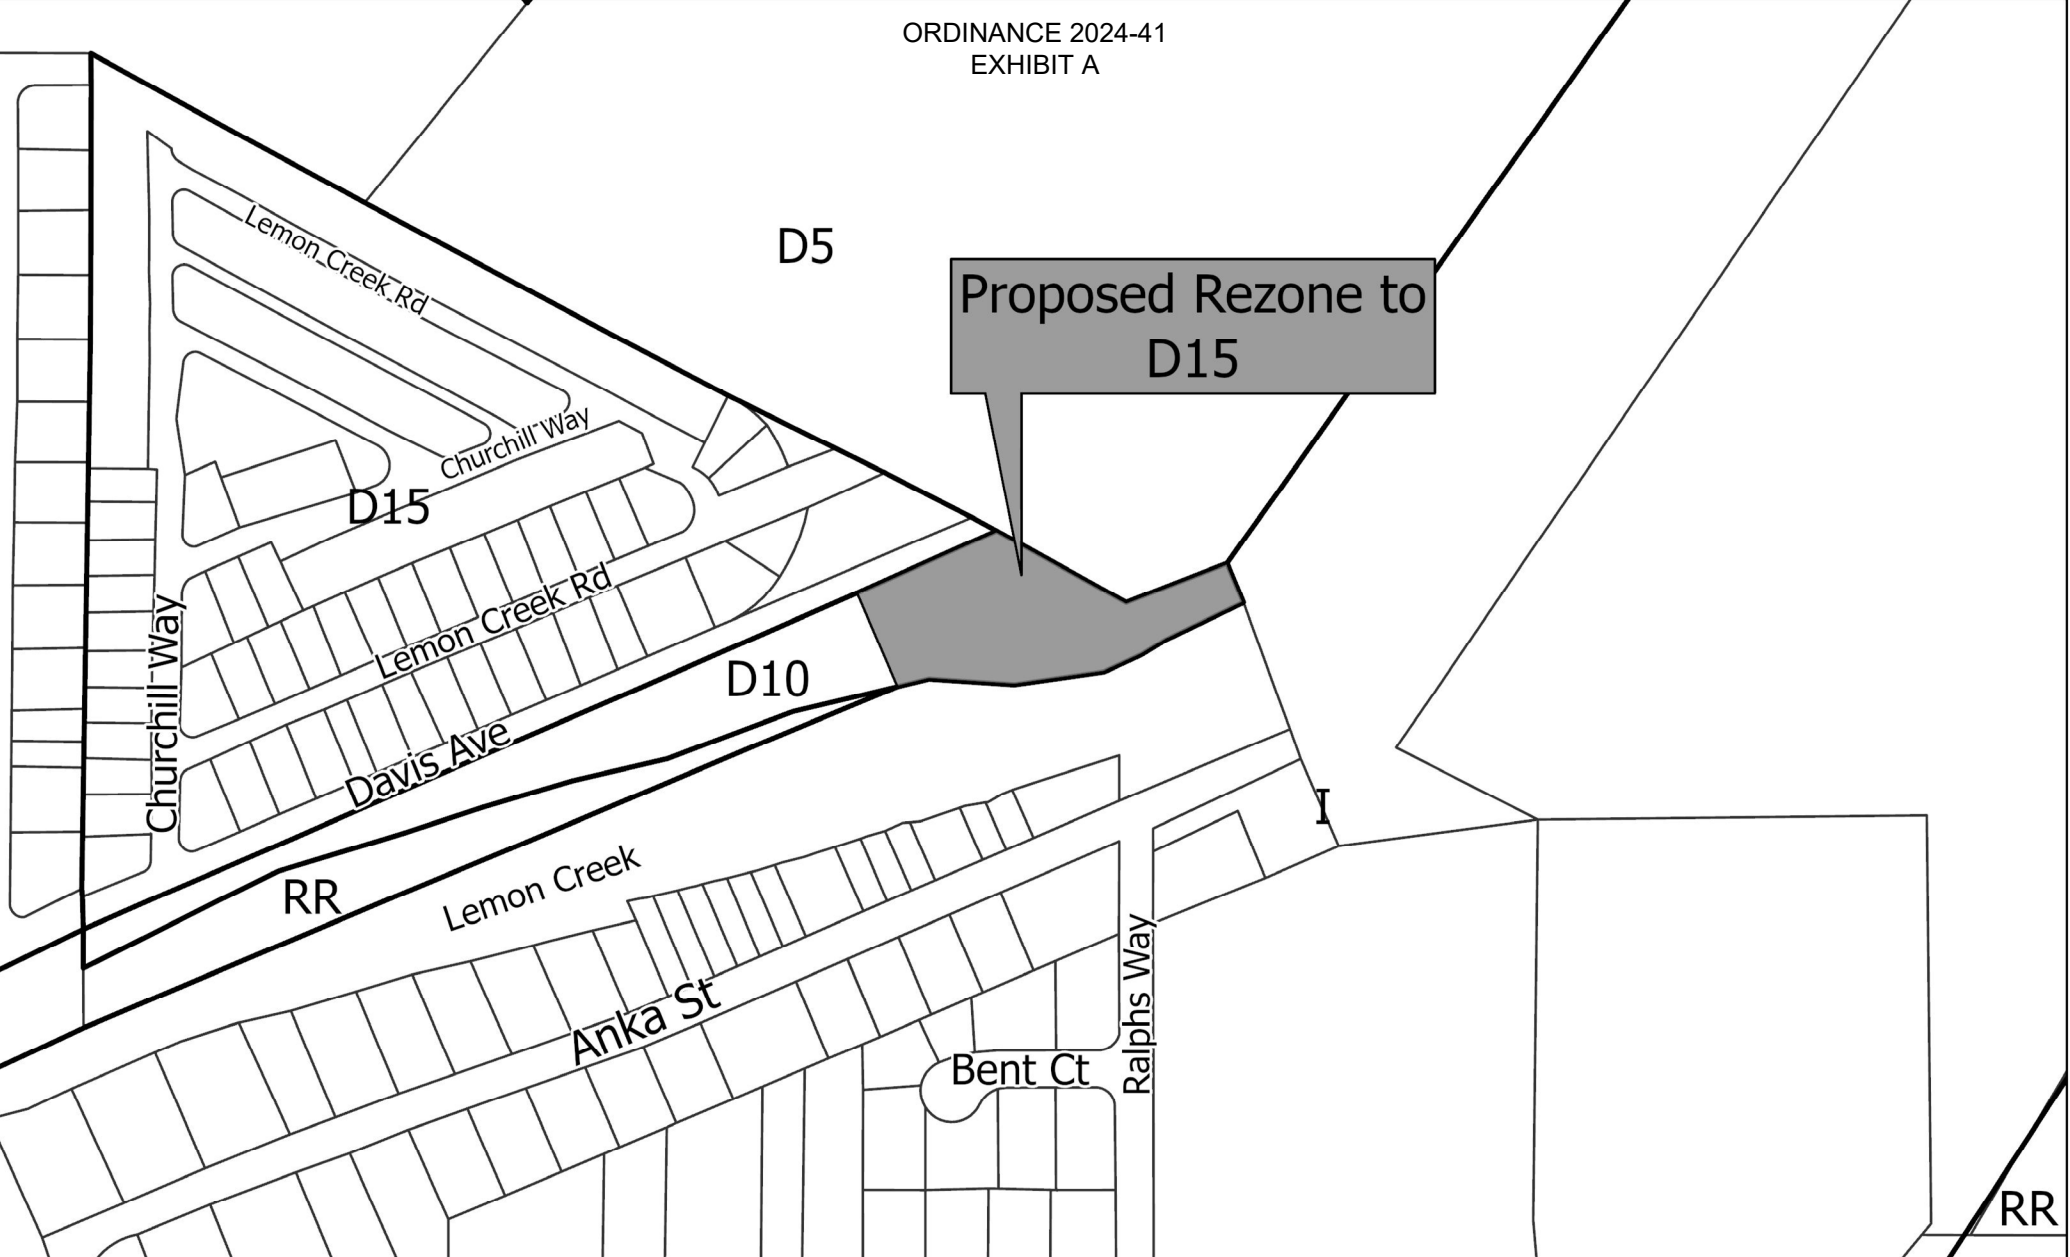 ORDINANCE 2024-41
EXHIBIT A
D5
Lemon Creek Rd
Proposed Rezone to
D15
Churchill Way
D15
Lemon Creek Rd
Churchill Way
D10
Davis Ave
I
RR
Lemon Creek
Anka St
Ralphs Way
Bent Ct
RR